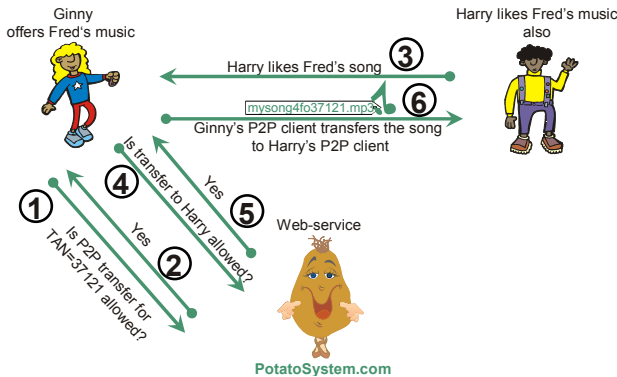 Ginny
offers Fred's music
Harry likes Fred's music
also
Harry likes Fred's song
3
mysong4fo37121.mp3
6
Ginny's P2P client transfers the song
to Harry's P2P client
1
Is P2P transfer for
TAN=37121 allowed?
Yes
2
4
Is transfer to Harry allowed?
Yes
5
Web-service
PotatoSystem.com